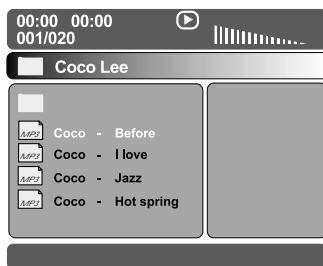 00:00 00:00
001/020
Coco Lee
MP3 Coco - Before
MP3 Coco - I love
MP3 Coco - Jazz
MP3 Coco - Hot spring